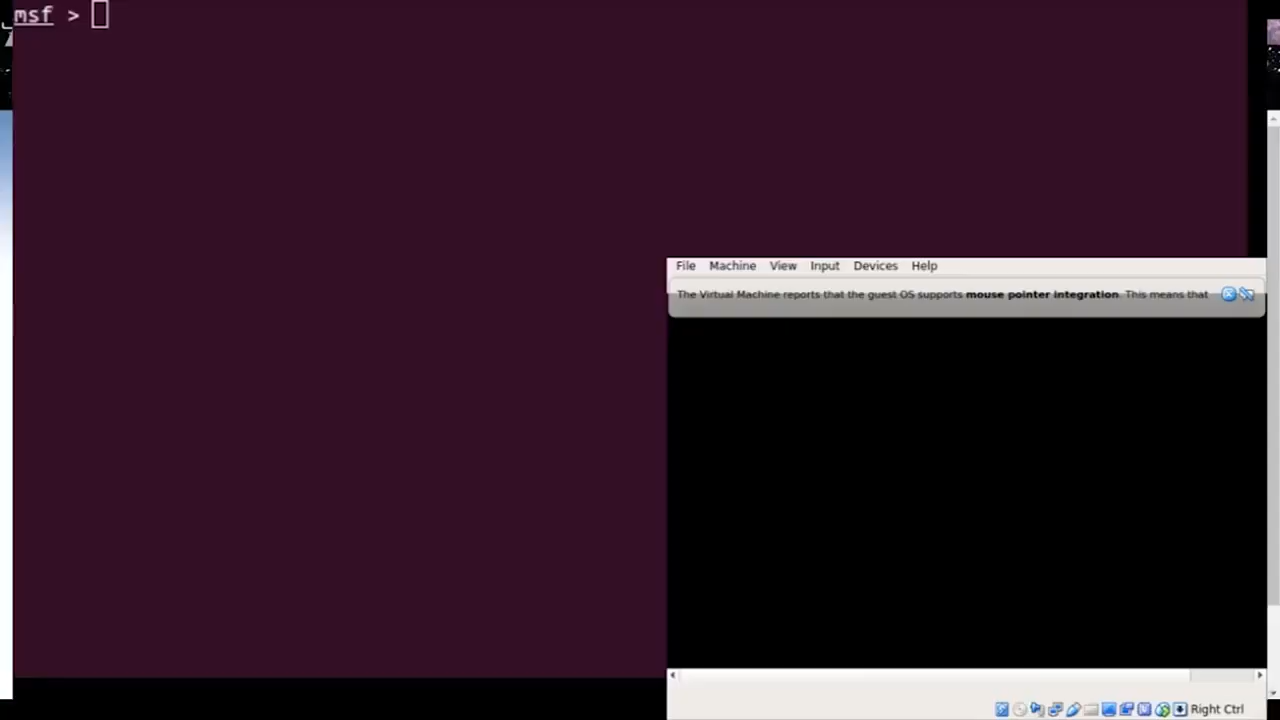 msf >
File Machine View Input Devices Help
The Virtual Machine reports that the guest OS supports mouse pointer integration. This means that
Right Ctrl